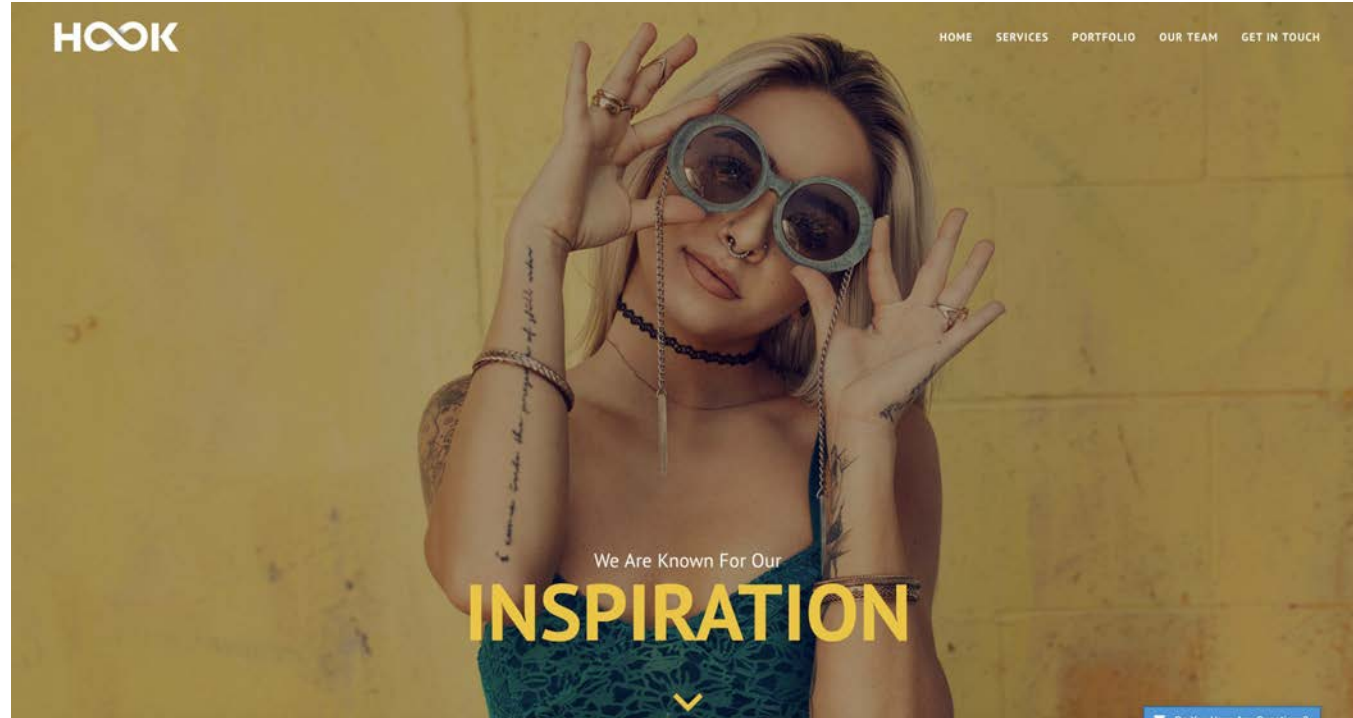 HOOK
HOME SERVICES PORTFOLIO OUR TEAM GET IN TOUCH
We Are Known For Our
INSPIRATION